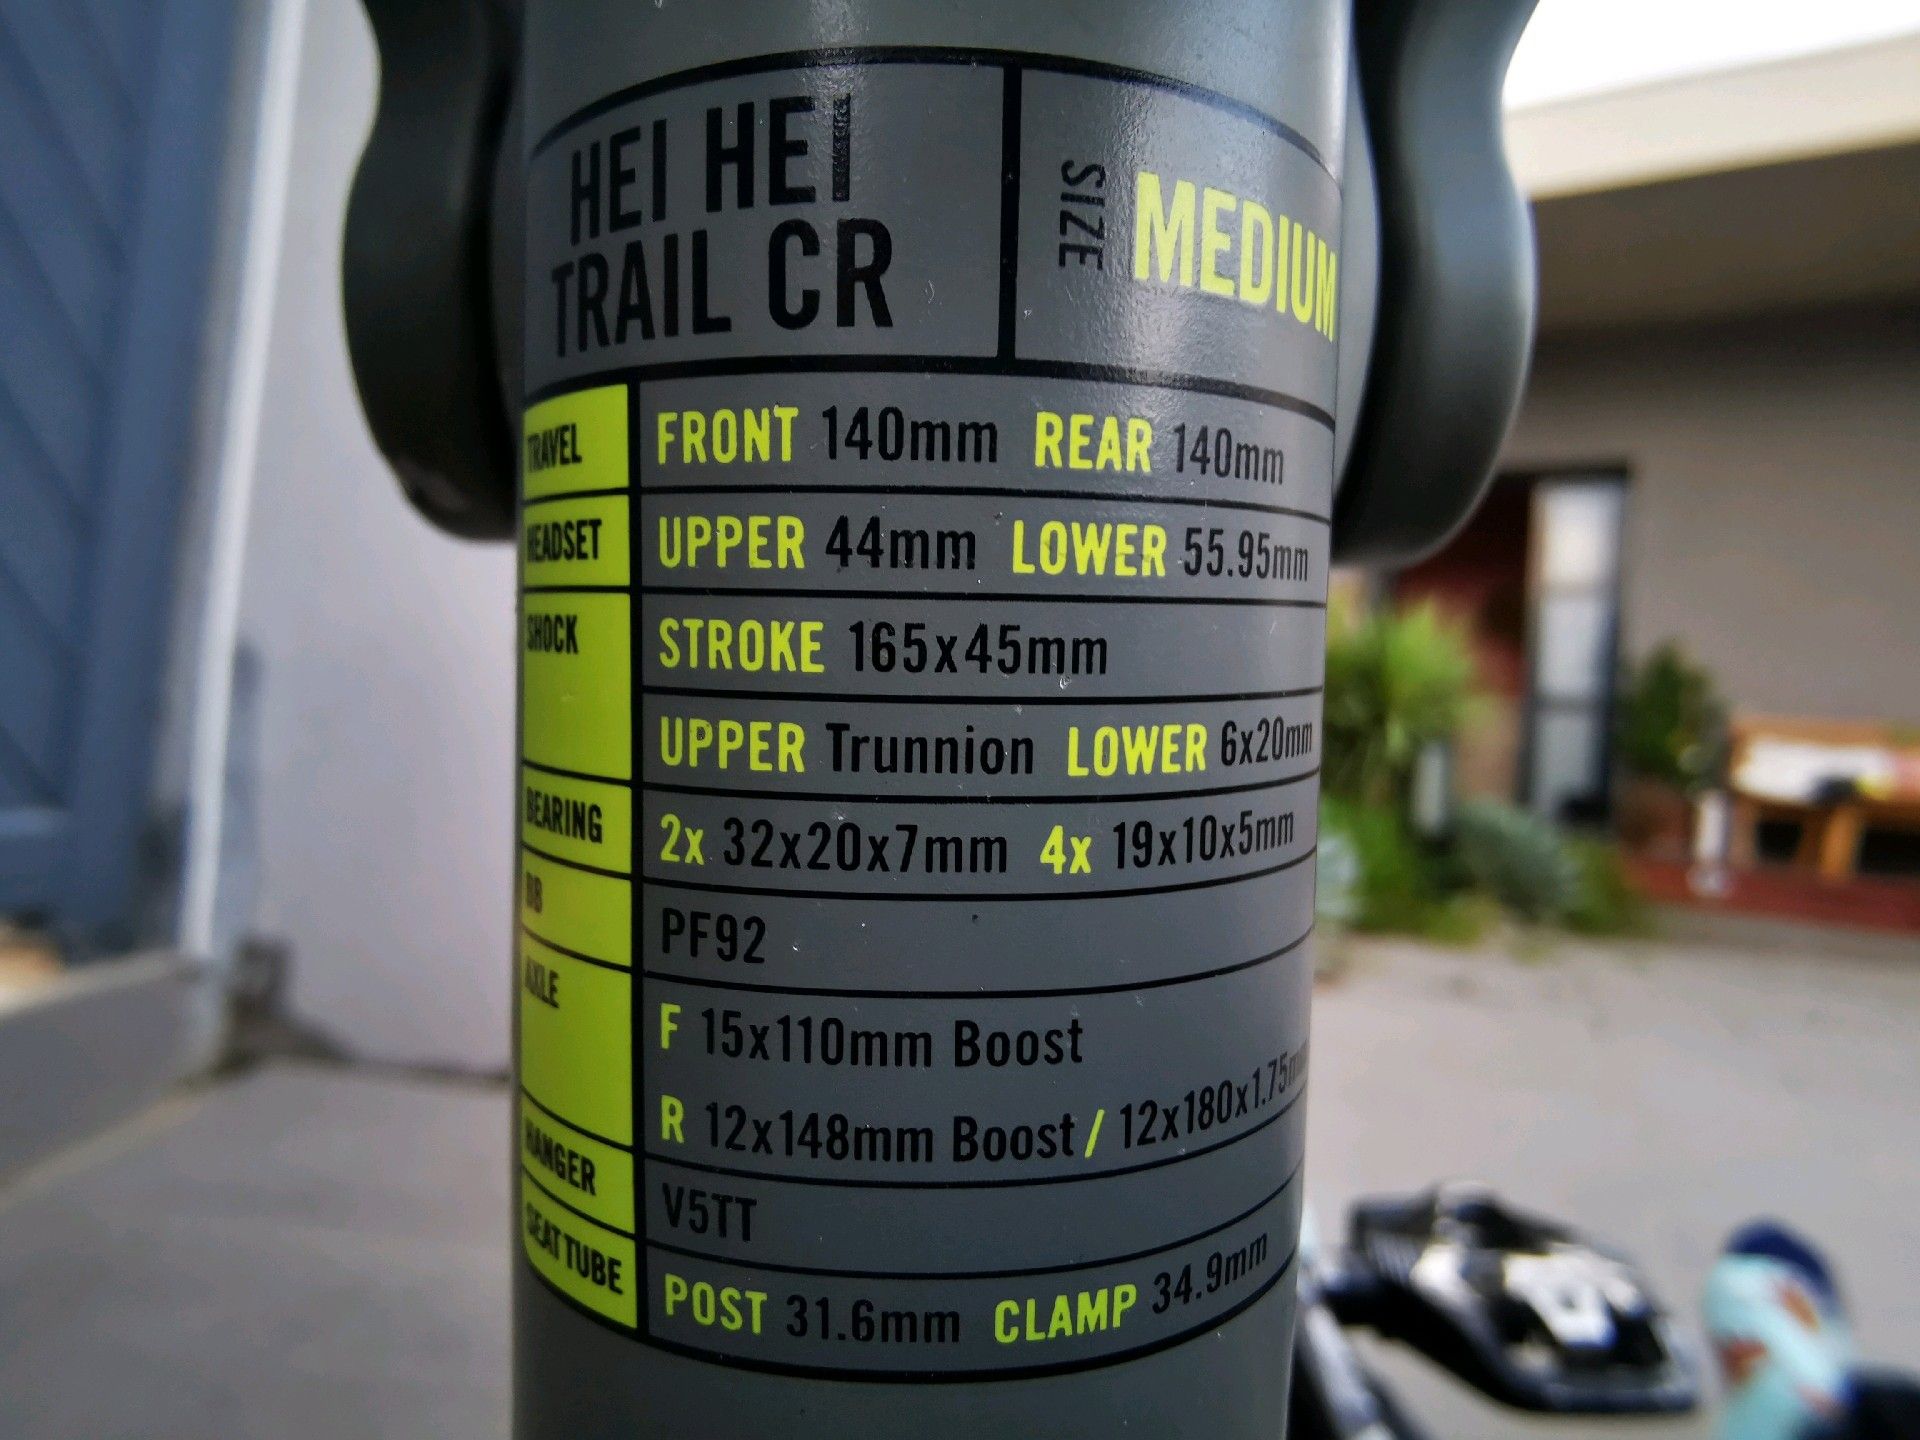 HEI HEI
TRAIL CR
SIZE MEDIUM
TRAVEL FRONT 140mm REAR 140mm
HEADSET UPPER 44mm LOWER 55.95mm
SHOCK STROKE 165x45mm
UPPER Trunnion LOWER 6x20mm
BEARING 2x 32x20x7mm 4x 19x10x5mm
BB PF92
AXLE F 15x110mm Boost
R 12x148mm Boost / 12x180x1.75mm
HANGER V5TT
SEAT TUBE POST 31.6mm CLAMP 34.9mm